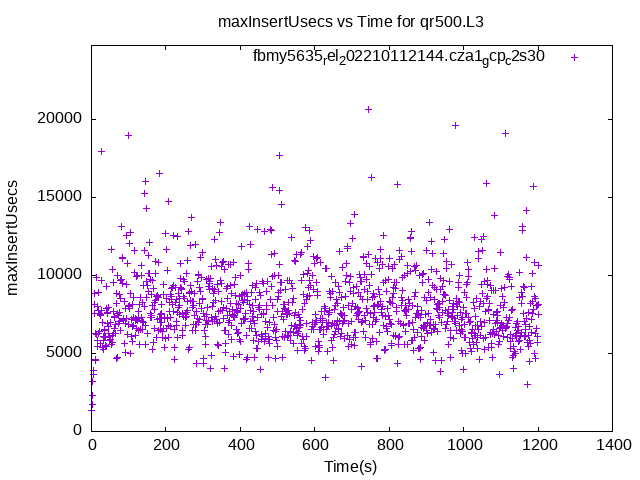 maxInsertUsecs vs Time for qr500.L3
fbmy5635rel202210112144.cza1gcpc2s30
20000
15000
10000
5000
0
maxInsertUsecs
0 200 400 600 800 1000 1200 1400
Time(s)